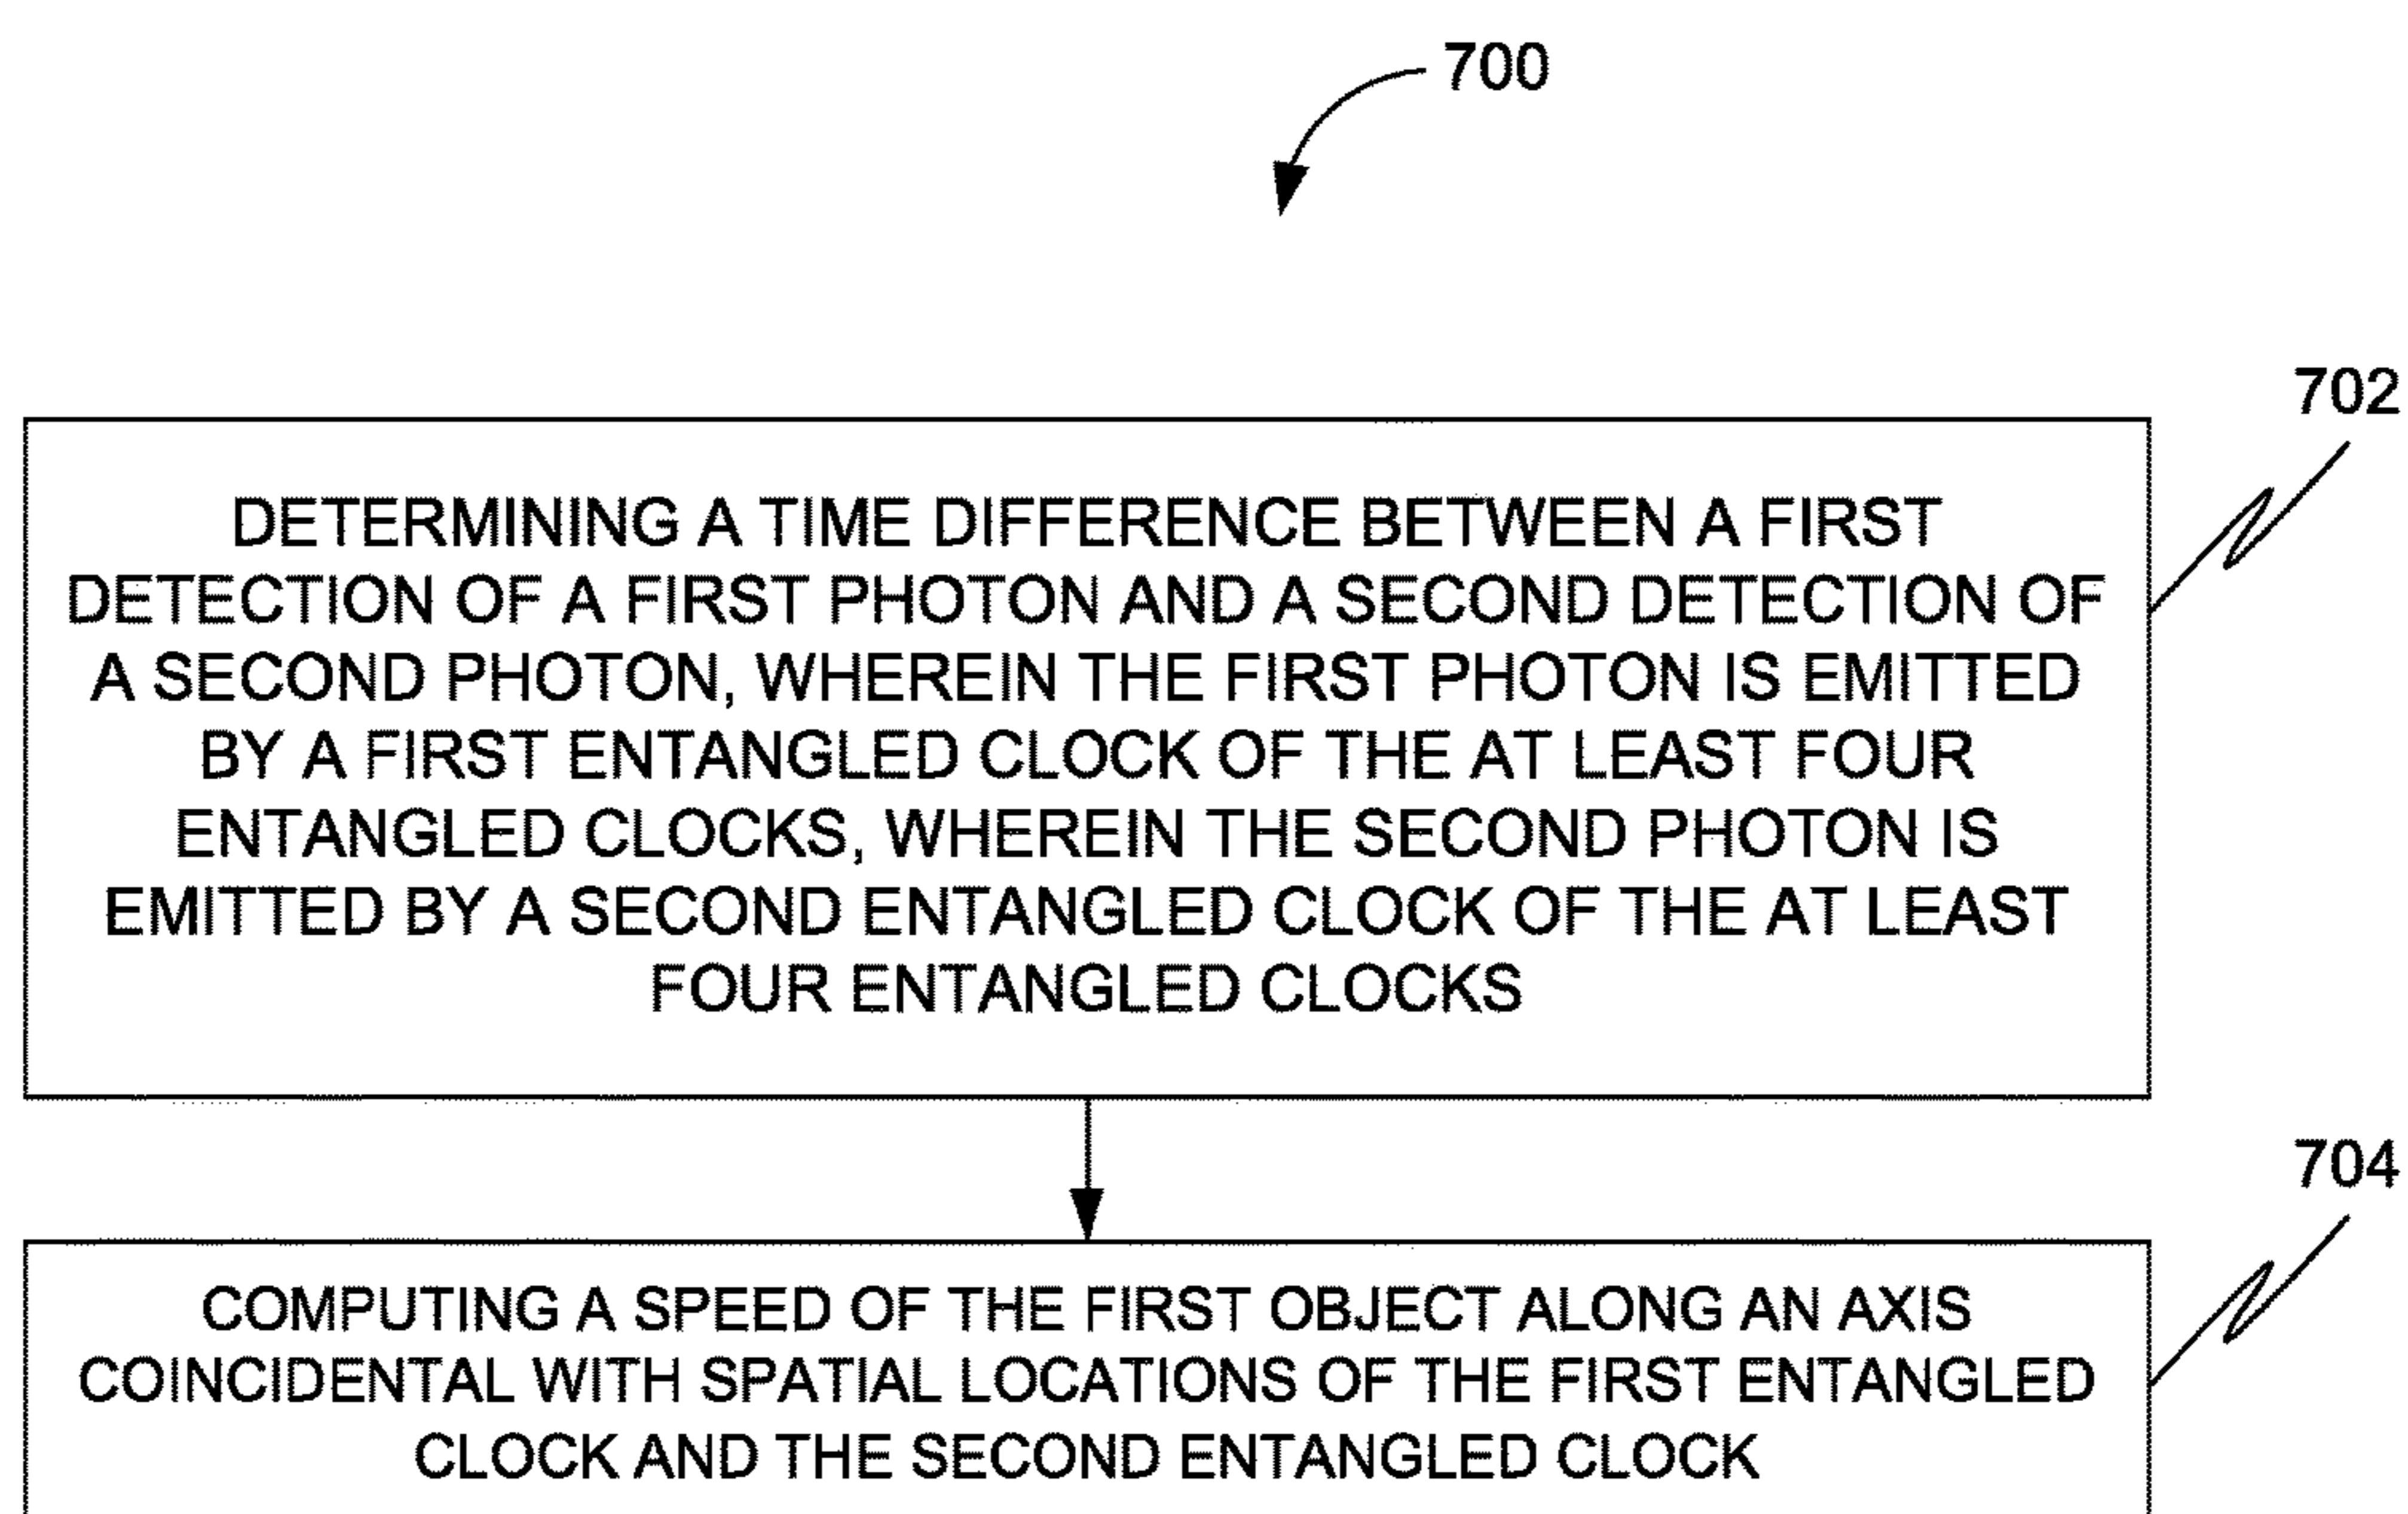 700
702
DETERMINING A TIME DIFFERENCE BETWEEN A FIRST
DETECTION OF A FIRST PHOTON AND A SECOND DETECTION OF
A SECOND PHOTON, WHEREIN THE FIRST PHOTON IS EMITTED
BY A FIRST ENTANGLED CLOCK OF THE AT LEAST FOUR
ENTANGLED CLOCKS, WHEREIN THE SECOND PHOTON IS
EMITTED BY A SECOND ENTANGLED CLOCK OF THE AT LEAST
FOUR ENTANGLED CLOCKS
704
COMPUTING A SPEED OF THE FIRST OBJECT ALONG AN AXIS
COINCIDENTAL WITH SPATIAL LOCATIONS OF THE FIRST ENTANGLED
CLOCK AND THE SECOND ENTANGLED CLOCK